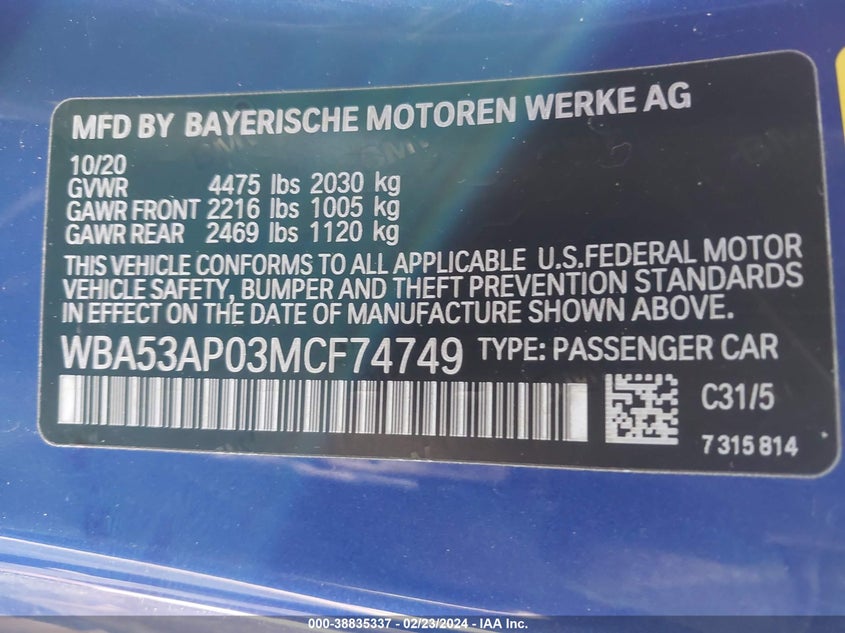 MFD BY BAYERISCHE MOTOREN WERKE AG
10/20
GVWR 4475 lbs 2030 kg
GAWR FRONT 2216 lbs 1005 kg
GAWR REAR 2469 lbs 1120 kg
THIS VEHICLE CONFORMS TO ALL APPLICABLE U.S.FEDERAL MOTOR
VEHICLE SAFETY, BUMPER AND THEFT PREVENTION STANDARDS
IN EFFECT ON THE DATE OF MANUFACTURE SHOWN ABOVE.
WBA53AP03MCF74749 TYPE: PASSENGER CAR
C31/5
7315814
000-38835337 - 02/23/2024 - IAA Inc.